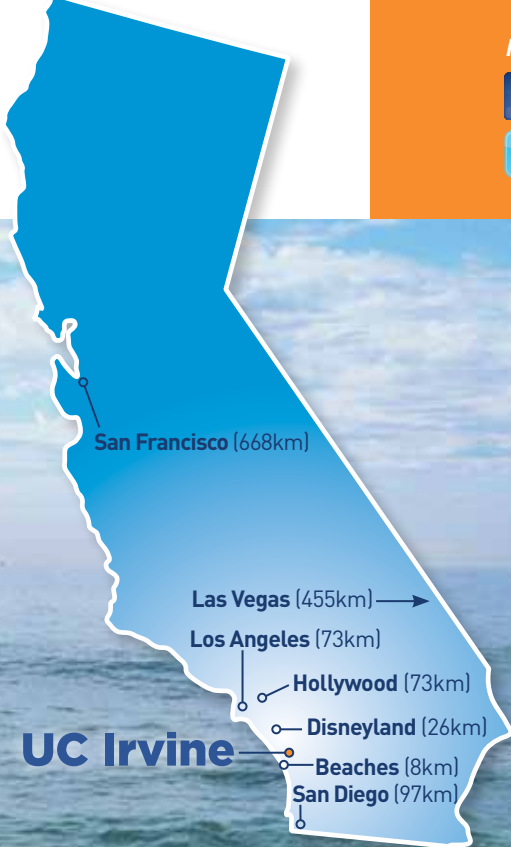 San Francisco (668km)
Las Vegas (455km)
Los Angeles (73km)
Hollywood (73km)
Disneyland (26km)
UC Irvine
Beaches (8km)
San Diego (97km)